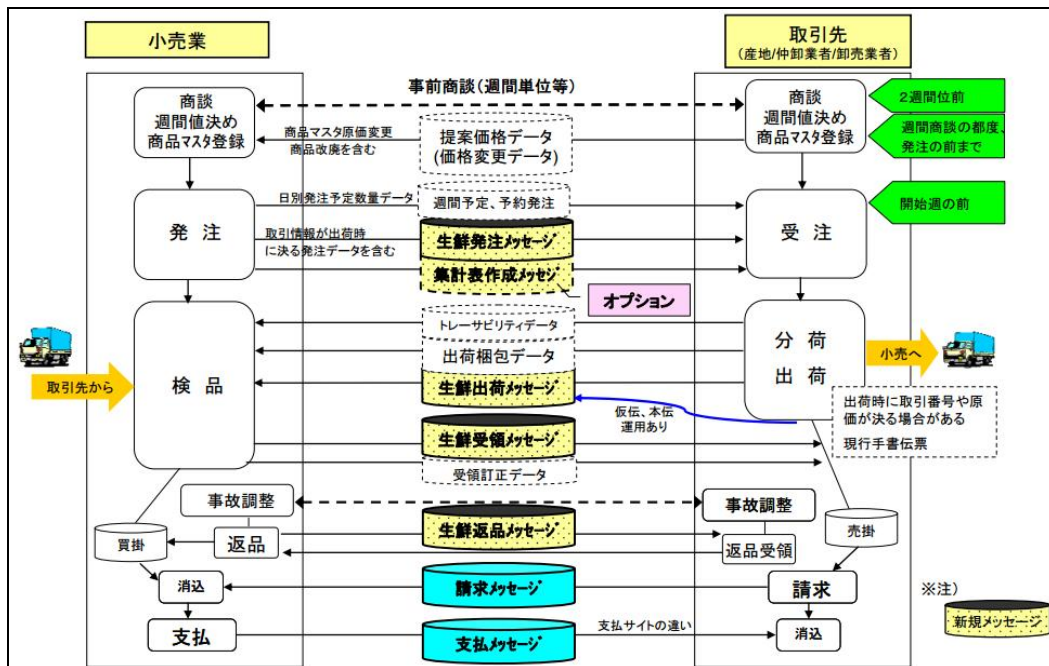 小売業
取引先
(産地/仲卸業者/卸売業者)
事前商談(週間単位等)
商談
週間値決め
商品マスタ登録
商談
週間値決め
商品マスタ登録
2週間位前
週間商談の都度、
発注の前まで
商品マスタ原価変更
商品改廃を含む
提案価格データ
(価格変更データ)
日別発注予定数量データ
週間予定、予約発注
開始週の前
発 注
受 注
取引情報が出荷時
に決る発注データを含む
生鮮発注メッセージ
集計表作成メッセジ
オプション
トレーサビリティデータ
出荷梱包データ
生鮮出荷メッセージ
検 品
分 荷
出 荷
取引先から
小売へ
仮伝、本伝
運用あり
出荷時に取引番号や原
価が決る場合がある
現行手書伝票
生鮮受領メッセージ
受領訂正データ
事故調整
事故調整
買掛
返品
生鮮返品メッセージ
返品受領
売掛
消込
請求メッセージ
請求
※注)
新規メッセージ
支払
支払メッセージ
支払サイトの違い
消込